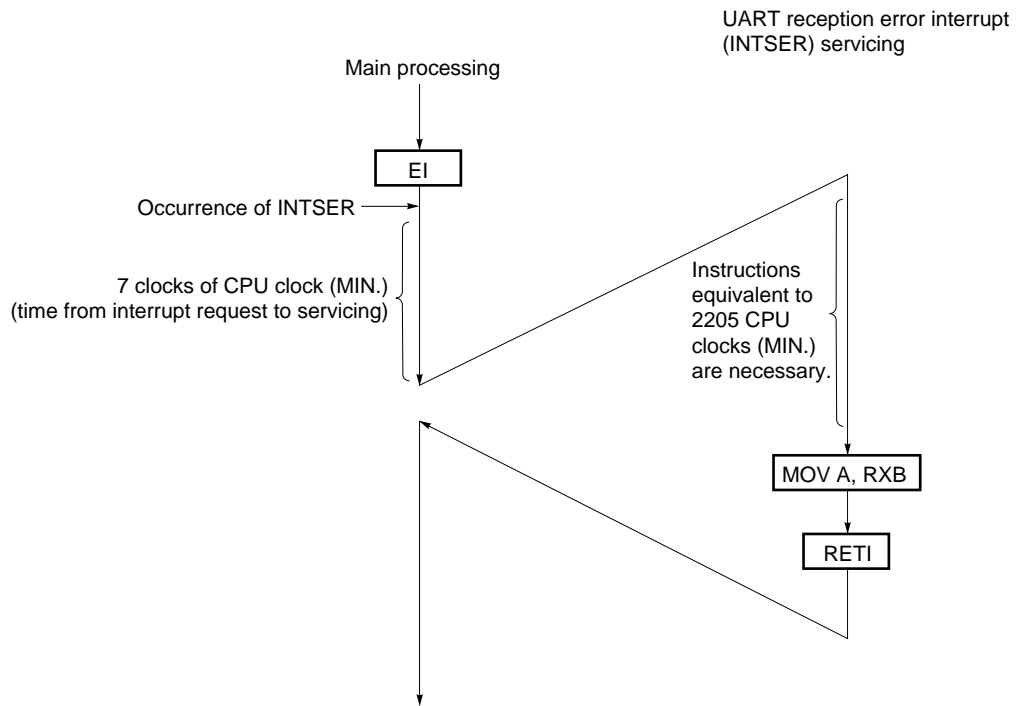 UART reception error interrupt
(INTSER) servicing
Main processing
EI
Occurrence of INTSER
7 clocks of CPU clock (MIN.)
(time from interrupt request to servicing)
Instructions
equivalent to
2205 CPU
clocks (MIN.)
are necessary.
MOV A, RXB
RETI